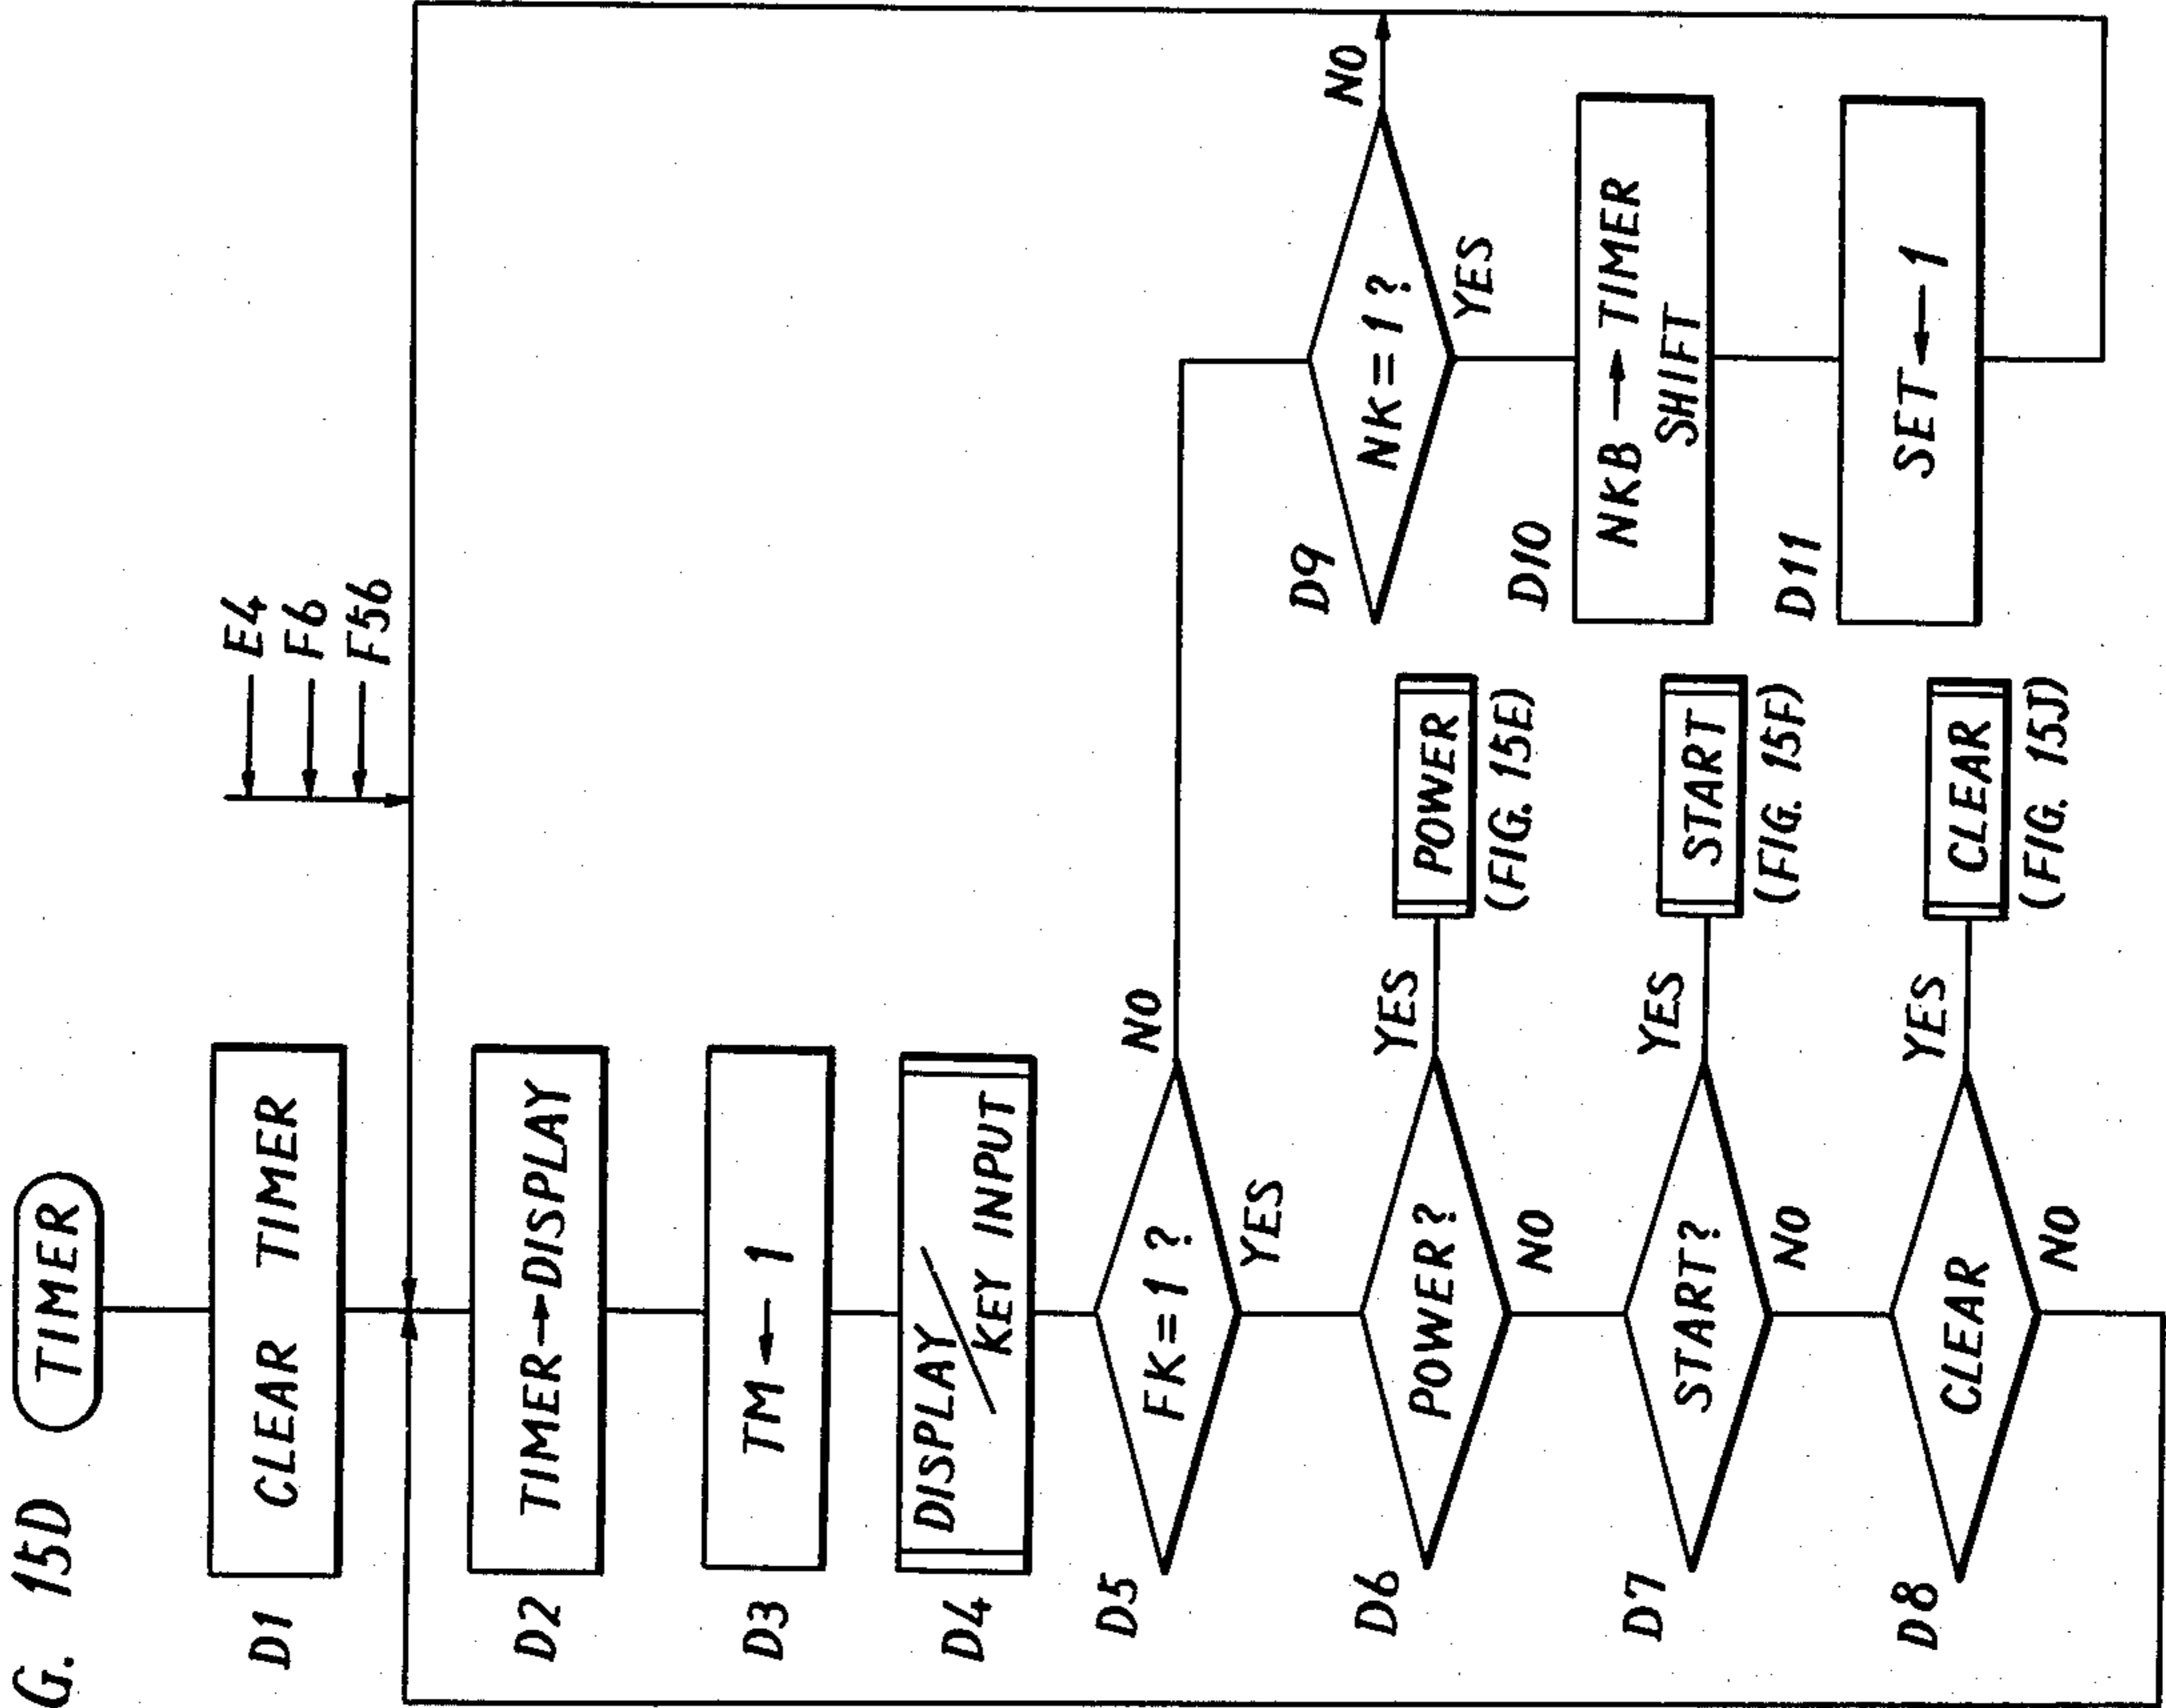 G. 15D
TIMER
D1
CLEAR TIMER
E4
F6
F56
D2
TIMER→DISPLAY
D3
TM ← 1
D4
DISPLAY
/
KEY INPUT
D5
FK=1?
NO
YES
D6
POWER?
YES
POWER
(FIG. 15E)
NO
D7
START?
YES
START
(FIG. 15F)
NO
D8
CLEAR
YES
CLEAR
(FIG. 15J)
NO
D9
NK=1?
NO
YES
D10
NKB → TIMER
SHIFT
D11
SET ← 1